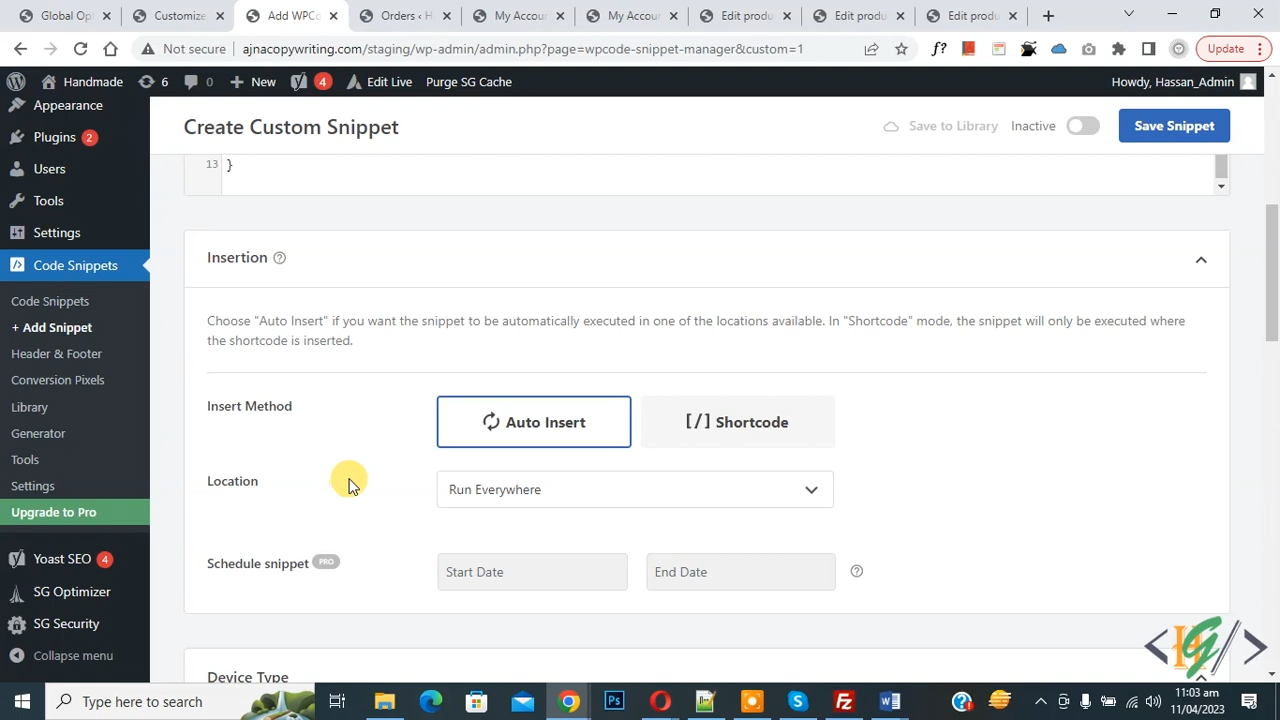 Global Opt
Customize
Add WPCo
Orders ‹ H
My Accou
My Accou
Edit produ
Edit produ
Edit produ
Not secure
ajnacopywriting.com/staging/wp-admin/admin.php?page=wpcode-snippet-manager&custom=1
f?
Update
Handmade
6
0
New
4
Edit Live
Purge SG Cache
Howdy, Hassan_Admin
Appearance
Plugins 2
Users
Tools
Settings
Code Snippets
Code Snippets
+ Add Snippet
Header & Footer
Conversion Pixels
Library
Generator
Tools
Settings
Upgrade to Pro
Yoast SEO 4
SG Optimizer
SG Security
Collapse menu
Create Custom Snippet
Save to Library
Inactive
Save Snippet
13 }
Insertion
Choose "Auto Insert" if you want the snippet to be automatically executed in one of the locations available. In "Shortcode" mode, the snippet will only be executed where
the shortcode is inserted.
Insert Method
Auto Insert
[/] Shortcode
Location
Run Everywhere
Schedule snippet PRO
Start Date
End Date
Device Type
< H G / >
Type here to search
11:03 am
11/04/2023